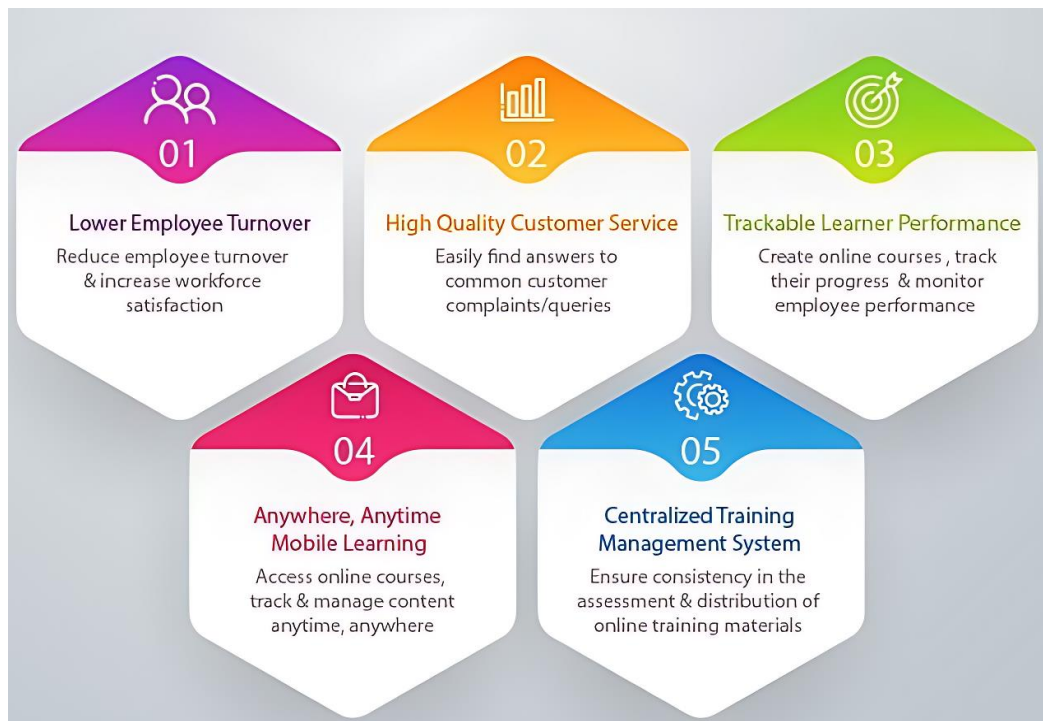 01
Lower Employee Turnover
Reduce employee turnover
& increase workforce
satisfaction
02
High Quality Customer Service
Easily find answers to
common customer
complaints/queries
03
Trackable Learner Performance
Create online courses , track
their progress & monitor
employee performance
04
Anywhere, Anytime
Mobile Learning
Access online courses,
track & manage content
anytime, anywhere
05
Centralized Training
Management System
Ensure consistency in the
assessment & distribution of
online training materials